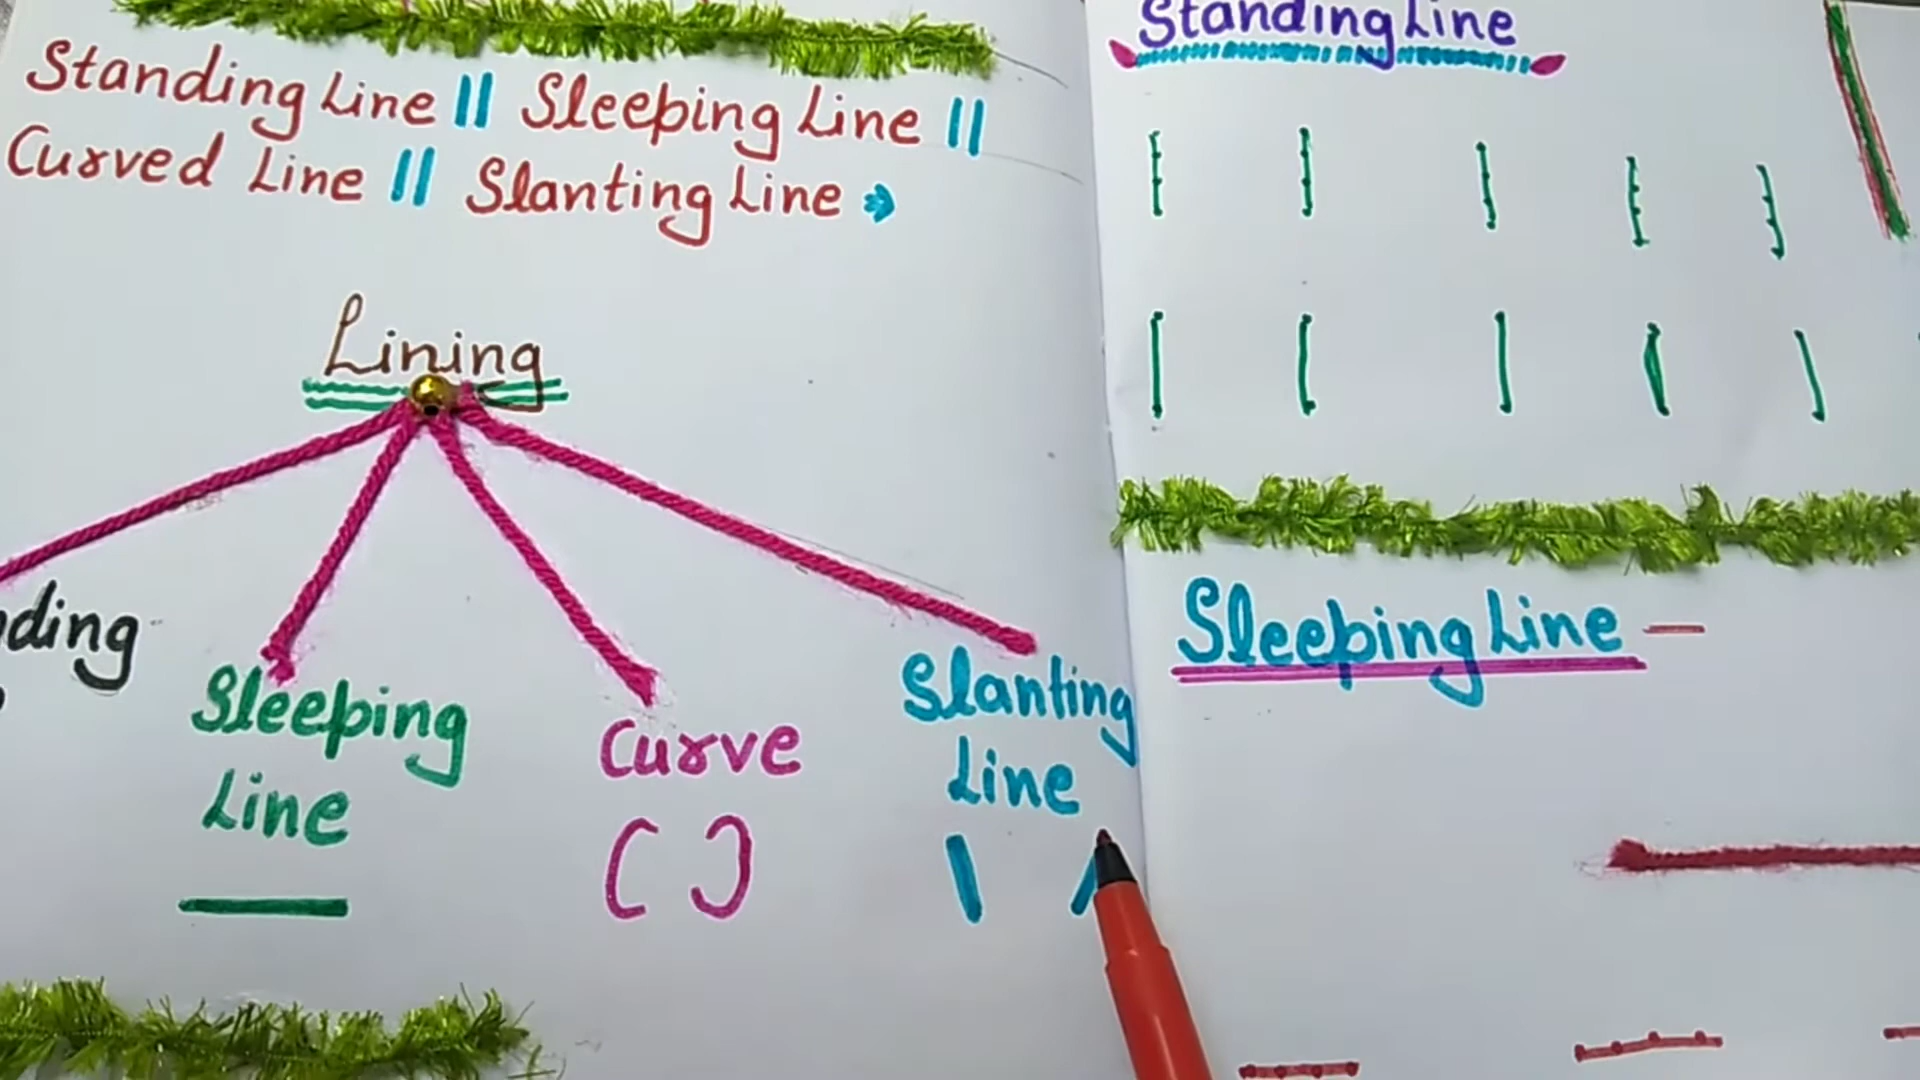 Standing Line || Sleeping Line ||
Curved Line || Slanting Line
Lining
Sleeping
Line
Curve
Slanting
Line
Standing Line
Sleeping Line —